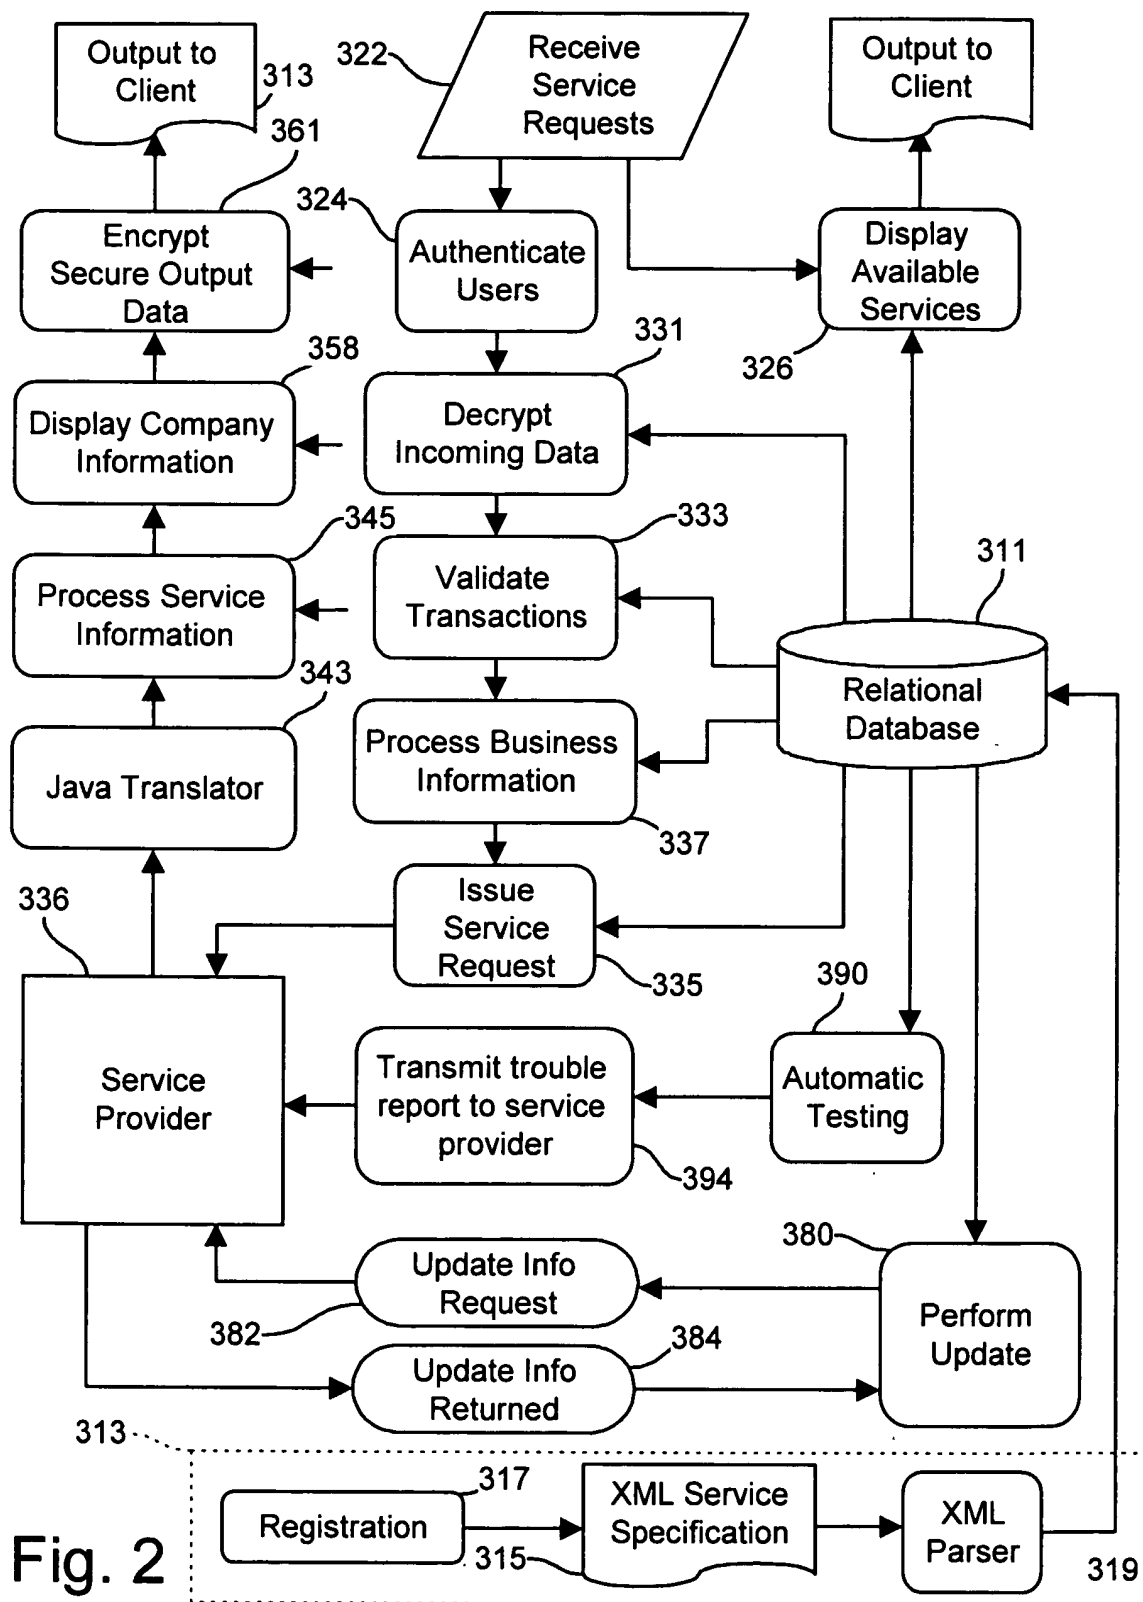 Output to
Client
313
322
Receive
Service
Requests
Output to
Client
361
324
Encrypt
Secure Output
Data
Authenticate
Users
Display
Available
Services
326
358
331
Display Company
Information
Decrypt
Incoming Data
345
333
311
Process Service
Information
Validate
Transactions
343
Relational
Database
Java Translator
Process Business
Information
337
336
Issue
Service
Request
335
390
Service
Provider
Transmit trouble
report to service
provider
394
Automatic
Testing
380
Update Info
Request
382
Perform
Update
384
Update Info
Returned
313
317
Registration
XML Service
Specification
315
XML
Parser
319
Fig. 2